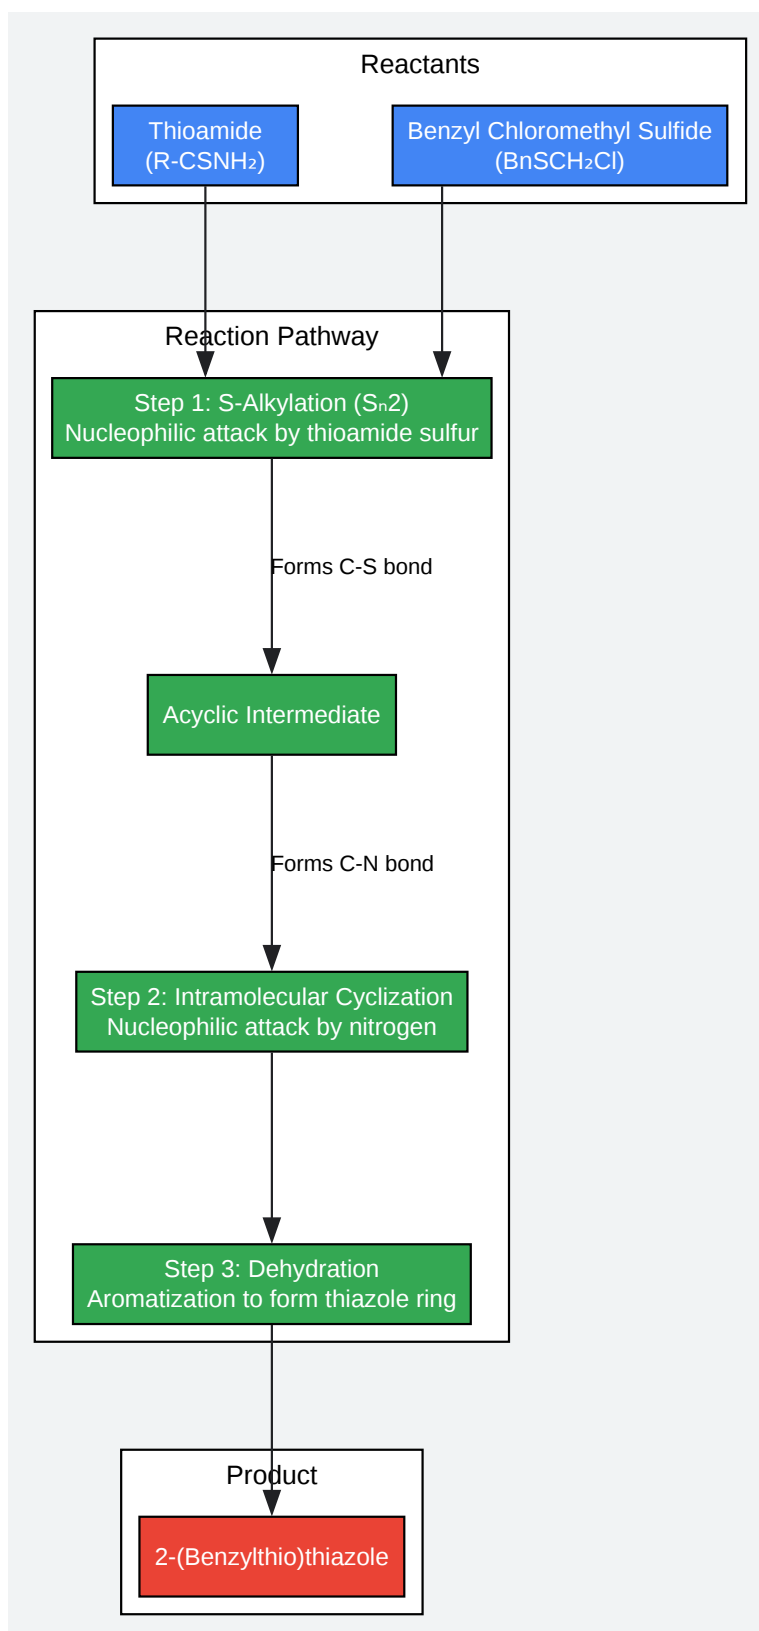 Reactants
Thioamide
(R-CSNH₂)
Benzyl Chloromethyl Sulfide
(BnSCH₂Cl)
Reaction Pathway
Step 1: S-Alkylation (Sₙ2)
Nucleophilic attack by thioamide sulfur
Forms C-S bond
Acyclic Intermediate
Forms C-N bond
Step 2: Intramolecular Cyclization
Nucleophilic attack by nitrogen
Step 3: Dehydration
Aromatization to form thiazole ring
Product
2-(Benzylthio)thiazole